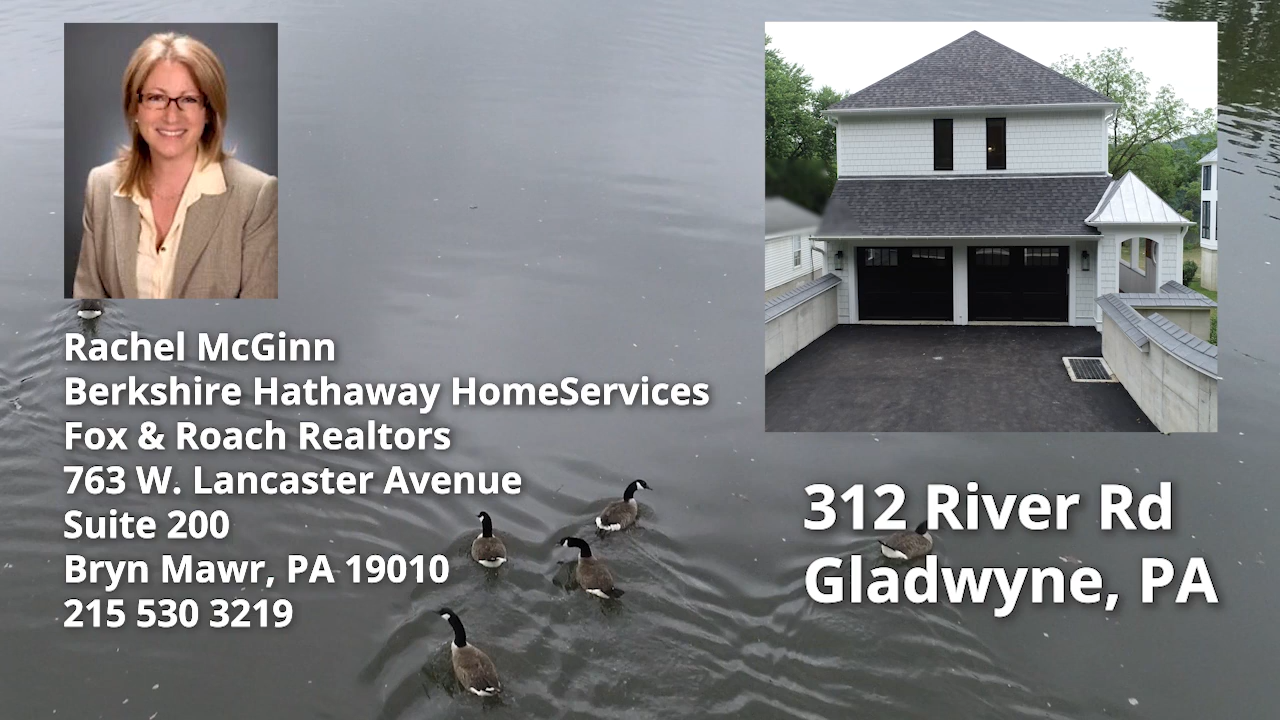 Rachel McGinn
Berkshire Hathaway HomeServices
Fox & Roach Realtors
763 W. Lancaster Avenue
Suite 200
Bryn Mawr, PA 19010
215 530 3219
312 River Rd
Gladwyne, PA